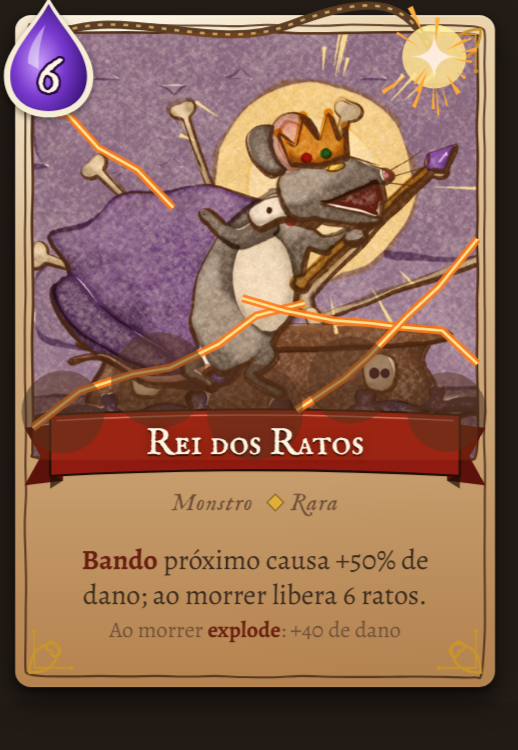 6
Rei dos Ratos
Monstro Rara
Bando próximo causa +50% de
dano; ao morrer libera 6 ratos.
Ao morrer explode: +40 de dano